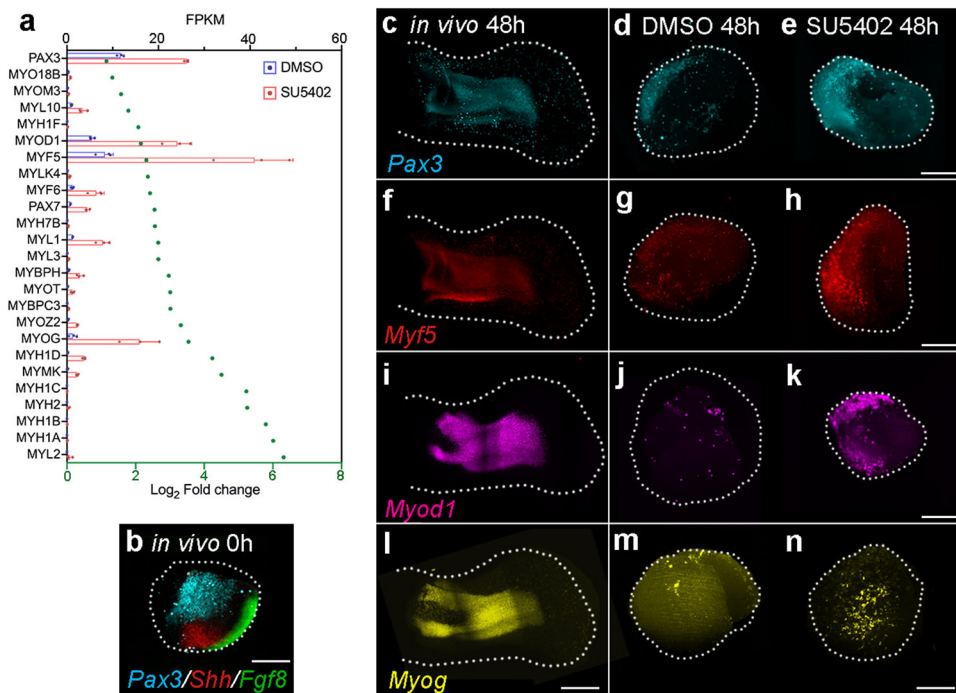 a
FPKM
0 20 40 60
DMSO
SU5402
PAX3
MYO18B
MYOM3
MYL10
MYH1F
MYOD1
MYF5
MYLK4
MYF6
PAX7
MYH7B
MYL1
MYL3
MYBPH
MYOT
MYBPC3
MYOZ2
MYOG
MYH1D
MYMK
MYH1C
MYH2
MYH1B
MYH1A
MYL2
0 2 4 6 8
Log2 Fold change
b in vivo 0h
Pax3/Shh/Fgf8
c in vivo 48h
d DMSO 48h
e SU5402 48h
Pax3
f g h
Myf5
i j k
Myod1
l m n
Myog